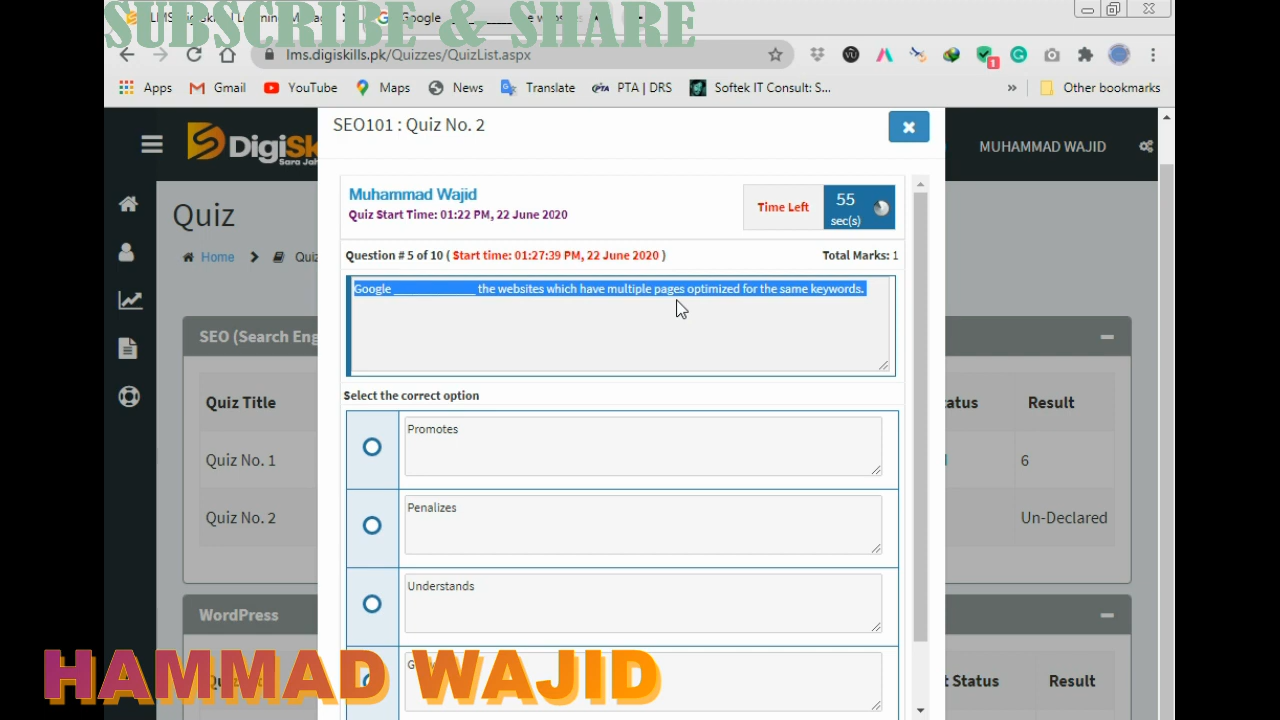 SUBSCRIBE & SHARE
lms.digiskills.pk/Quizzes/QuizList.aspx
1
Apps Gmail YouTube Maps News Translate PTA | DRS Softek IT Consult: S... » Other bookmarks
SEO101 : Quiz No. 2
MUHAMMAD WAJID
Muhammad Wajid
Quiz Start Time: 01:22 PM, 22 June 2020
Time Left
55
sec(s)
Quiz
Home
Question # 5 of 10 ( Start time: 01:27:39 PM, 22 June 2020 )
Total Marks: 1
Google ______________ the websites which have multiple pages optimized for the same keywords.
SEO (Search Eng
Select the correct option
Quiz Title
atus
Result
Promotes
Quiz No. 1
6
Penalizes
Quiz No. 2
Un-Declared
Understands
WordPress
t Status
Result
HAMMAD WAJID